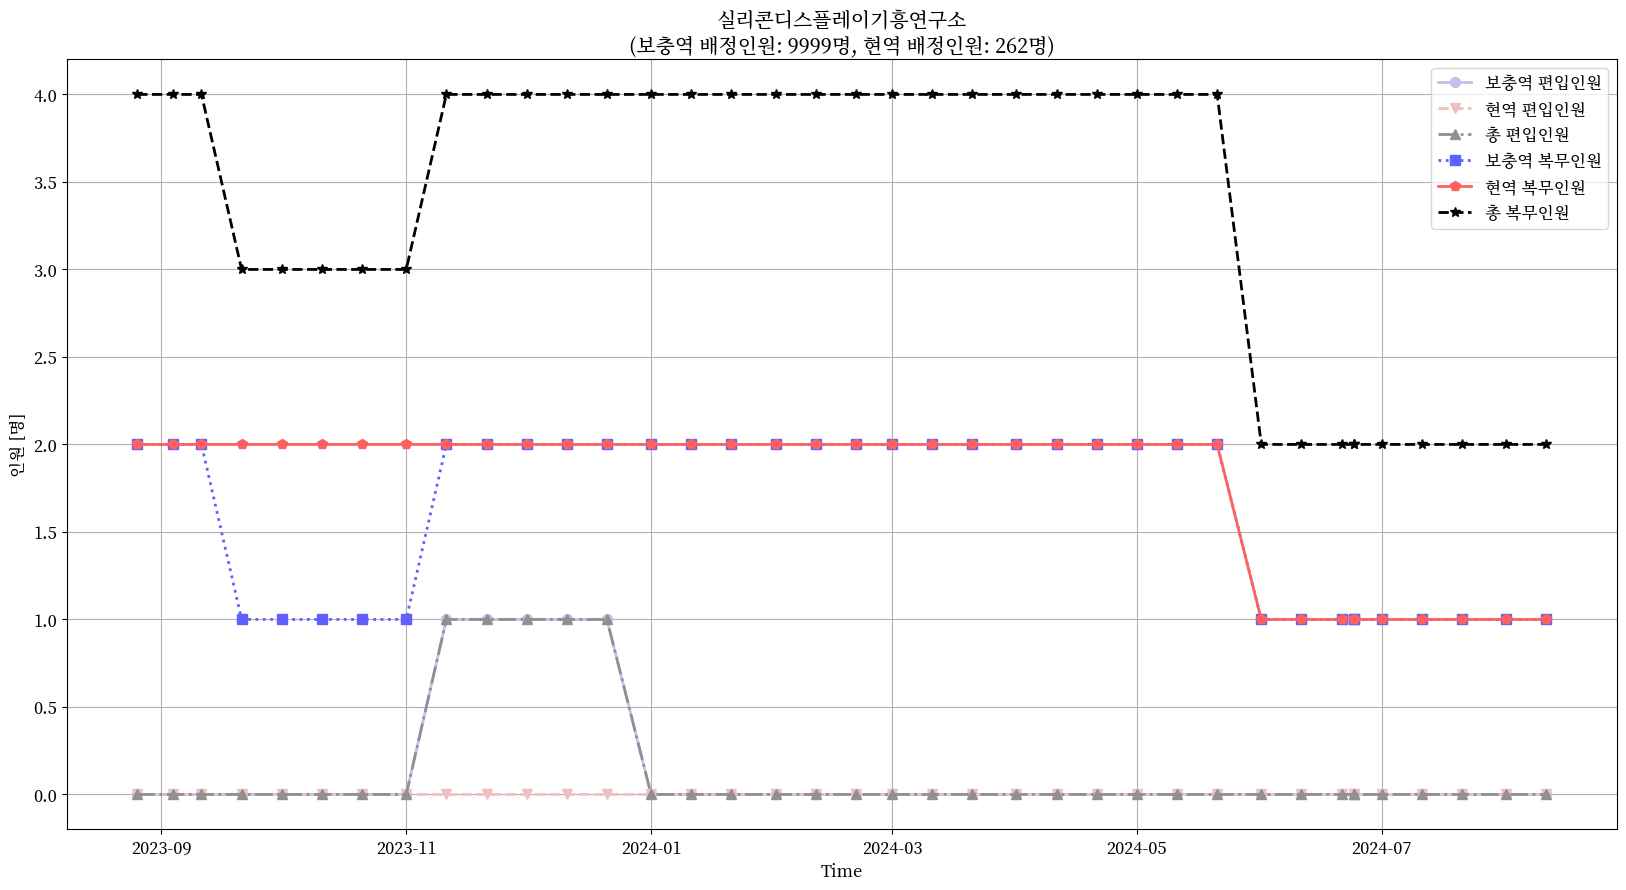 실리콘디스플레이기흥연구소
(보충역 배정인원: 9999명, 현역 배정인원: 262명)
보충역 편입인원
현역 편입인원
총 편입인원
보충역 복무인원
현역 복무인원
총 복무인원
인원 [명]
4.0
3.5
3.0
2.5
2.0
1.5
1.0
0.5
0.0
2023-09 2023-11 2024-01 2024-03 2024-05 2024-07
Time